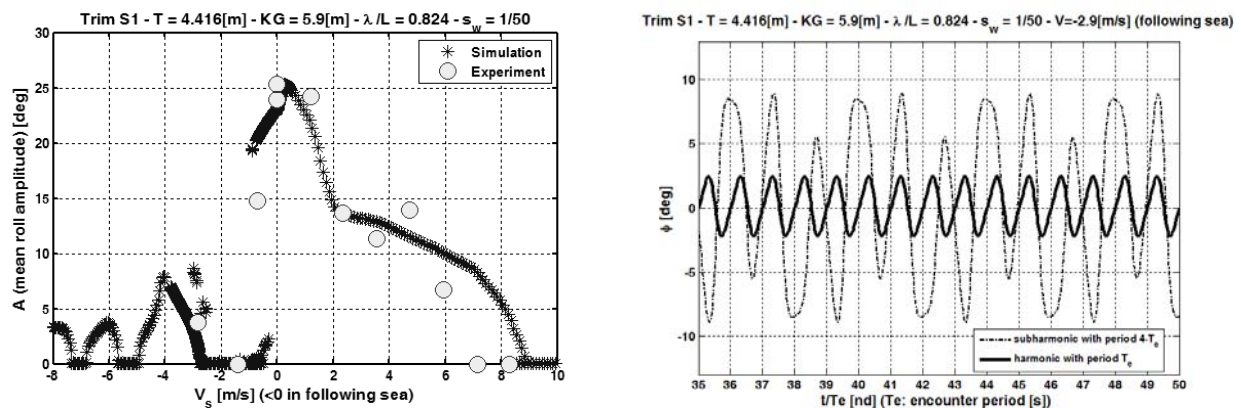 Trim S1 - T = 4.416[m] - KG = 5.9[m] - λ /L = 0.824 - s_w = 1/50
30
25
20
15
10
5
0
A (mean roll amplitude) [deg]
Simulation
Experiment
-8 -6 -4 -2 0 2 4 6 8 10
V_s [m/s] (<0 in following sea)
Trim S1 - T = 4.416[m] - KG = 5.9[m] - λ /L = 0.824 - s_w = 1/50 - V=-2.9[m/s] (following sea)
10
5
0
-5
-10
ϕ [deg]
subharmonic with period 4·T_e
harmonic with period T_e
35 36 37 38 39 40 41 42 43 44 45 46 47 48 49 50
t/Te [nd] (Te: encounter period [s])